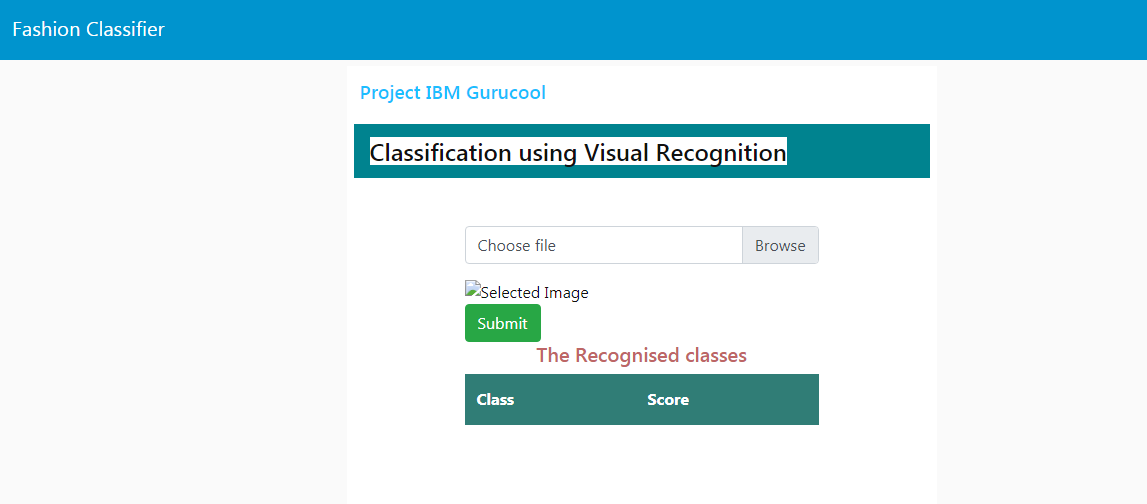 Fashion Classifier
Project IBM Gurucool
Classification using Visual Recognition
Choose file Browse
Selected Image
Submit
The Recognised classes
Class Score